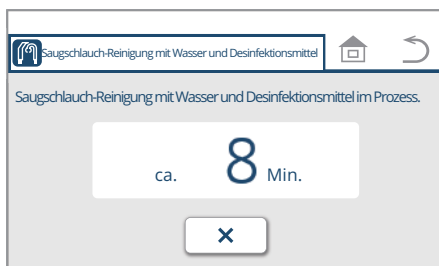 Saugschlauch-Reinigung mit Wasser und Desinfektionsmittel
Saugschlauch-Reinigung mit Wasser und Desinfektionsmittel im Prozess.
ca. 8 Min.